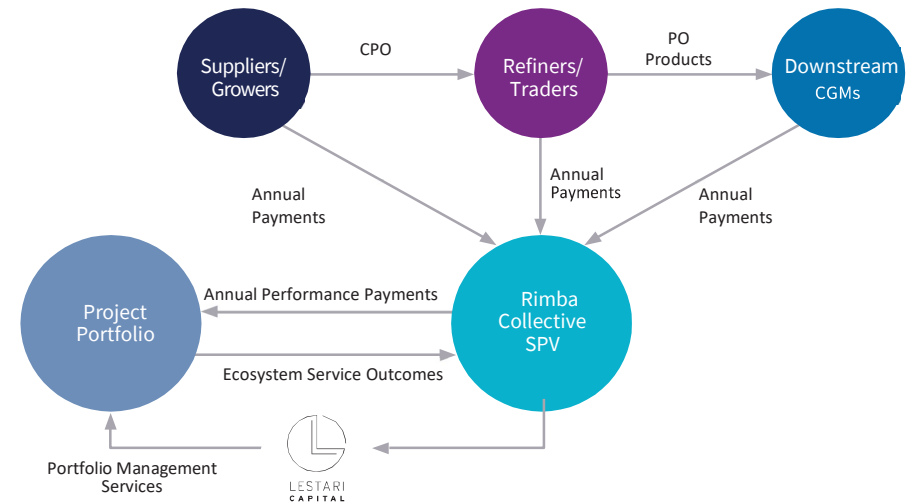 CPO
PO
Products
Suppliers/
Growers
Refiners/
Traders
Downstream
CGMs
Annual
Payments
Annual
Payments
Annual
Payments
Annual Performance Payments
Project
Portfolio
Rimba
Collective
SPV
Ecosystem Service Outcomes
Portfolio Management
Services
LESTARI
CAPITAL